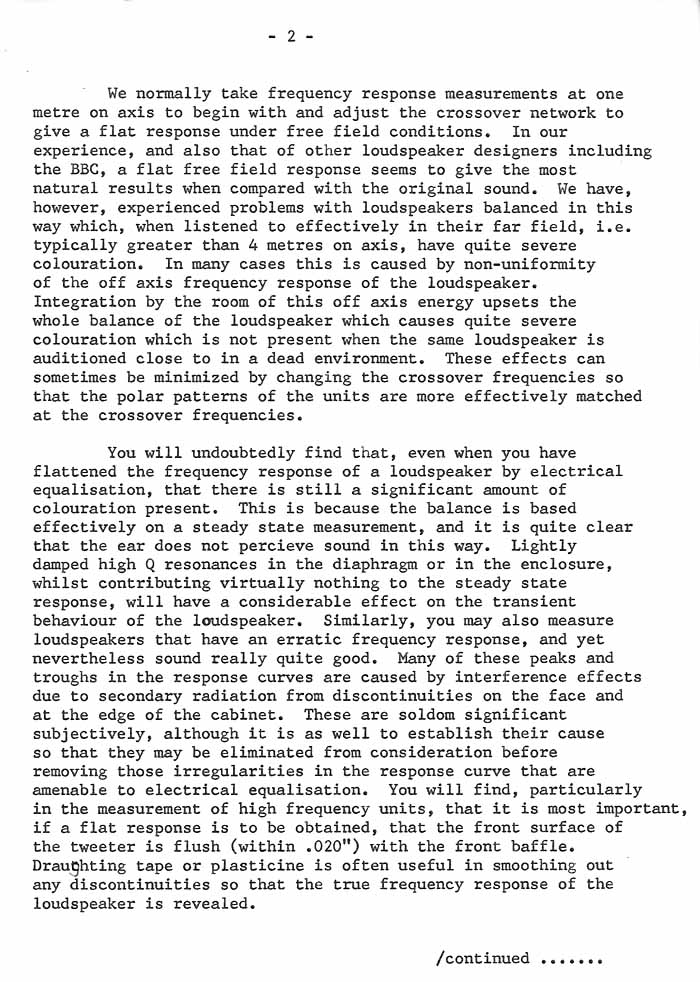 - 2 -
We normally take frequency response measurements at one
metre on axis to begin with and adjust the crossover network to
give a flat response under free field conditions. In our
experience, and also that of other loudspeaker designers including
the BBC, a flat free field response seems to give the most
natural results when compared with the original sound. We have,
however, experienced problems with loudspeakers balanced in this
way which, when listened to effectively in their far field, i.e.
typically greater than 4 metres on axis, have quite severe
colouration. In many cases this is caused by non-uniformity
of the off axis frequency response of the loudspeaker.
Integration by the room of this off axis energy upsets the
whole balance of the loudspeaker which causes quite severe
colouration which is not present when the same loudspeaker is
auditioned close to in a dead environment. These effects can
sometimes be minimized by changing the crossover frequencies so
that the polar patterns of the units are more effectively matched
at the crossover frequencies.
You will undoubtedly find that, even when you have
flattened the frequency response of a loudspeaker by electrical
equalisation, that there is still a significant amount of
colouration present. This is because the balance is based
effectively on a steady state measurement, and it is quite clear
that the ear does not percieve sound in this way. Lightly
damped high Q resonances in the diaphragm or in the enclosure,
whilst contributing virtually nothing to the steady state
response, will have a considerable effect on the transient
behaviour of the loudspeaker. Similarly, you may also measure
loudspeakers that have an erratic frequency response, and yet
nevertheless sound really quite good. Many of these peaks and
troughs in the response curves are caused by interference effects
due to secondary radiation from discontinuities on the face and
at the edge of the cabinet. These are soldom significant
subjectively, although it is as well to establish their cause
so that they may be eliminated from consideration before
removing those irregularities in the response curve that are
amenable to electrical equalisation. You will find, particularly
in the measurement of high frequency units, that it is most important,
if a flat response is to be obtained, that the front surface of
the tweeter is flush (within .020") with the front baffle.
Draughting tape or plasticine is often useful in smoothing out
any discontinuities so that the true frequency response of the
loudspeaker is revealed.
/continued .......